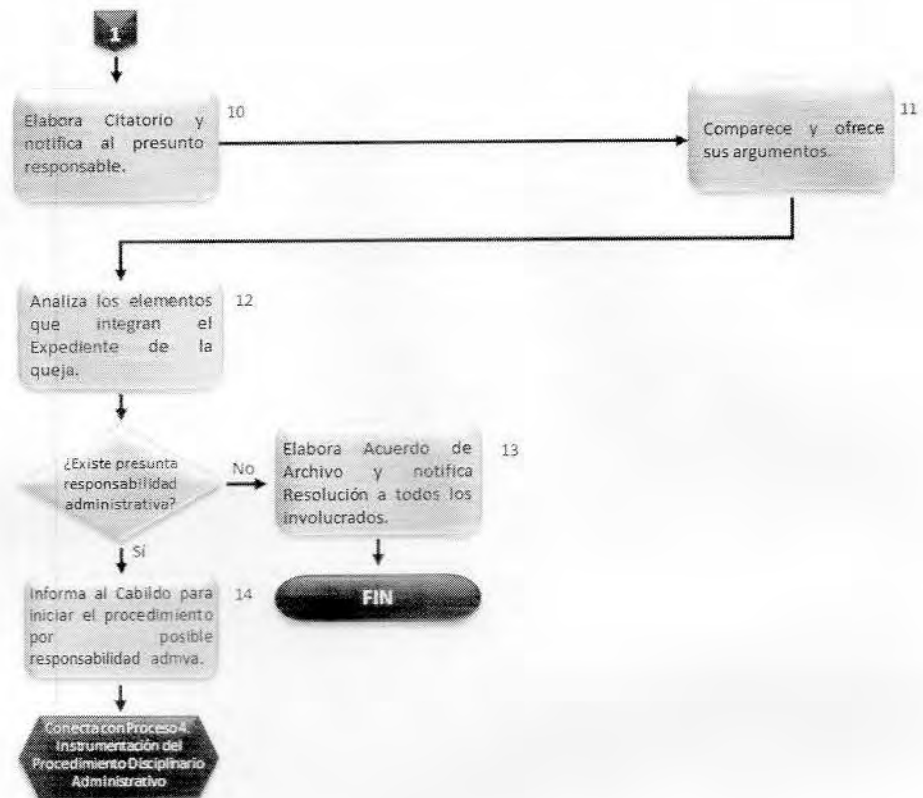 1
Elabora Citatorio y
notifica al presunto
responsable.
10
Comparece y ofrece
sus argumentos.
11
Analiza los elementos
que integran el
Expediente de la
queja.
12
¿Existe presunta
responsabilidad
administrativa?
No
Elabora Acuerdo de
Archivo y notifica
Resolución a todos los
involucrados.
13
FIN
Sí
Informa al Cabildo para
iniciar el procedimiento
por posible
responsabilidad admva.
14
Conecta con Proceso 4.
Instrumentación del
Procedimiento Disciplinario
Administrativo